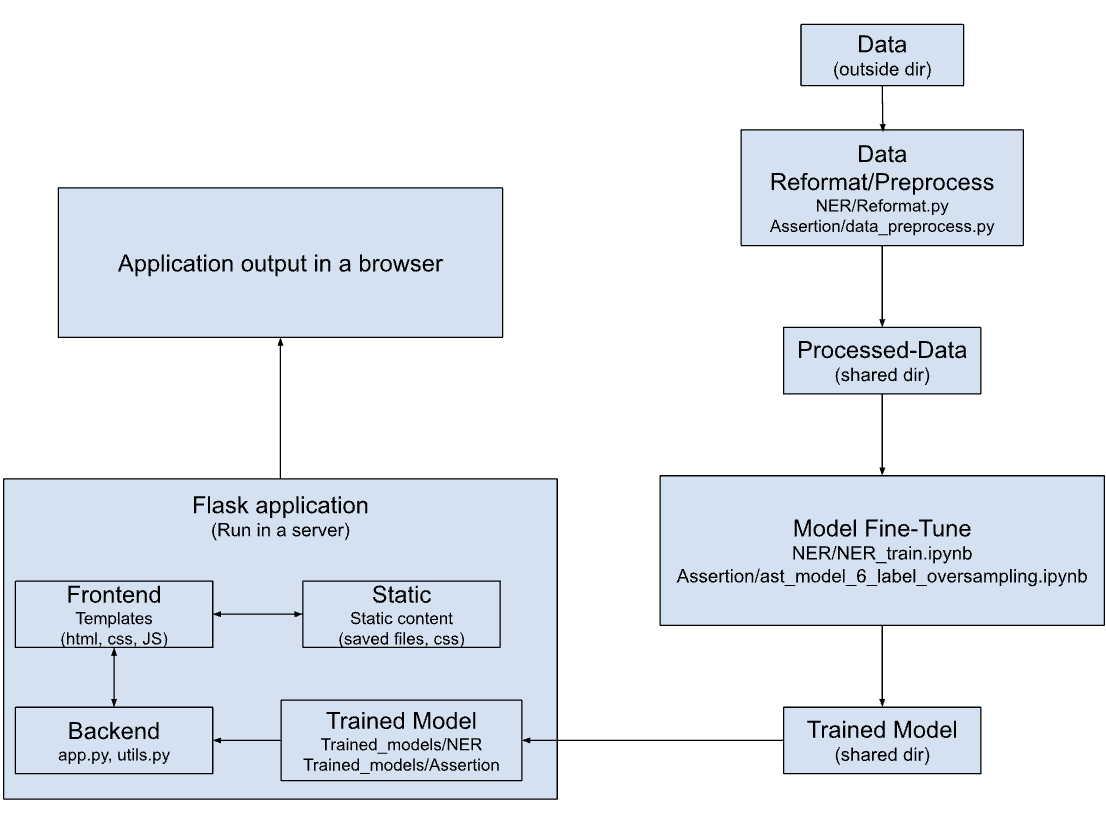 Data
(outside dir)
Data
Reformat/Preprocess
NER/Reformat.py
Assertion/data_preprocess.py
Processed-Data
(shared dir)
Model Fine-Tune
NER/NER_train.ipynb
Assertion/ast_model_6_label_oversampling.ipynb
Trained Model
(shared dir)
Application output in a browser
Flask application
(Run in a server)
Frontend
Templates
(html, css, JS)
Static
Static content
(saved files, css)
Backend
app.py, utils.py
Trained Model
Trained_models/NER
Trained_models/Assertion